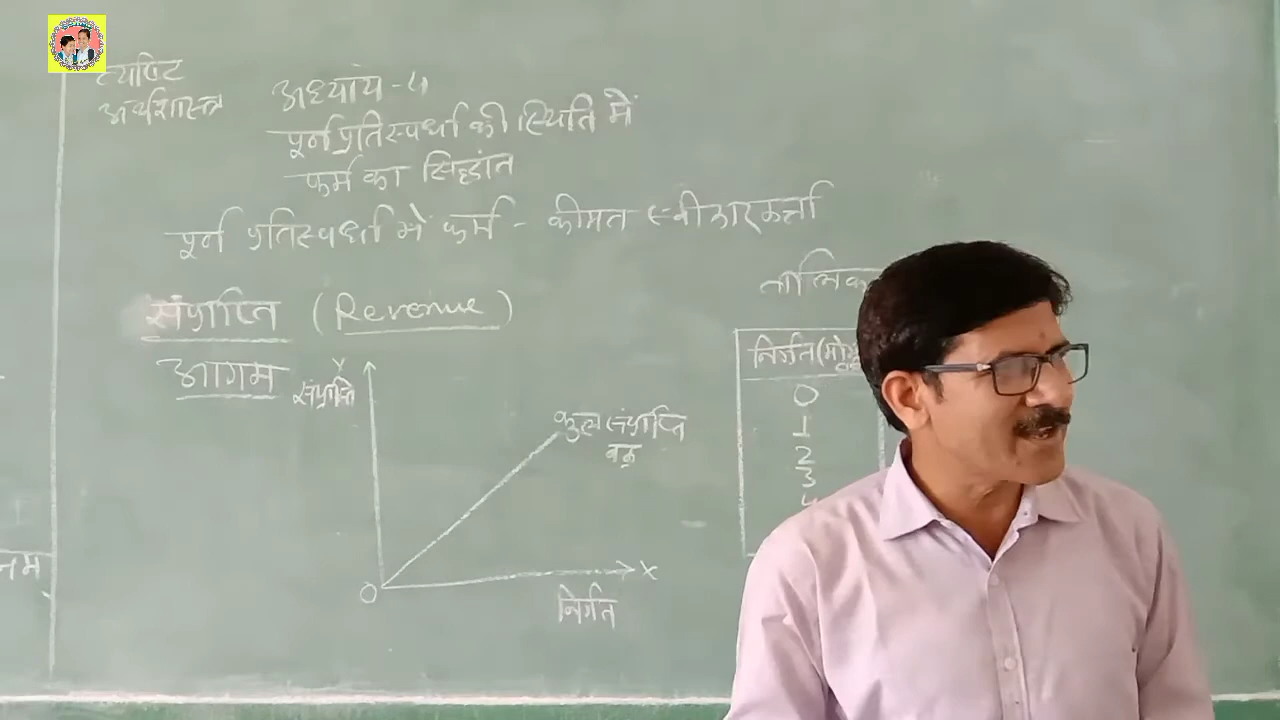 व्यष्टि
अर्थशास्त्र
अध्याय-4
पूर्ण प्रतिस्पर्धा की स्थिति में
फर्म का सिद्धांत
पूर्ण प्रतिस्पर्धा में फर्म - कीमत स्वीकारकर्त्ता
संप्राप्ति (Revenue)
आगम
Y
संप्राप्ति
कुल संप्राप्ति
वक्र
O
X
निर्गत
निर्गत
0
1
2
3
4